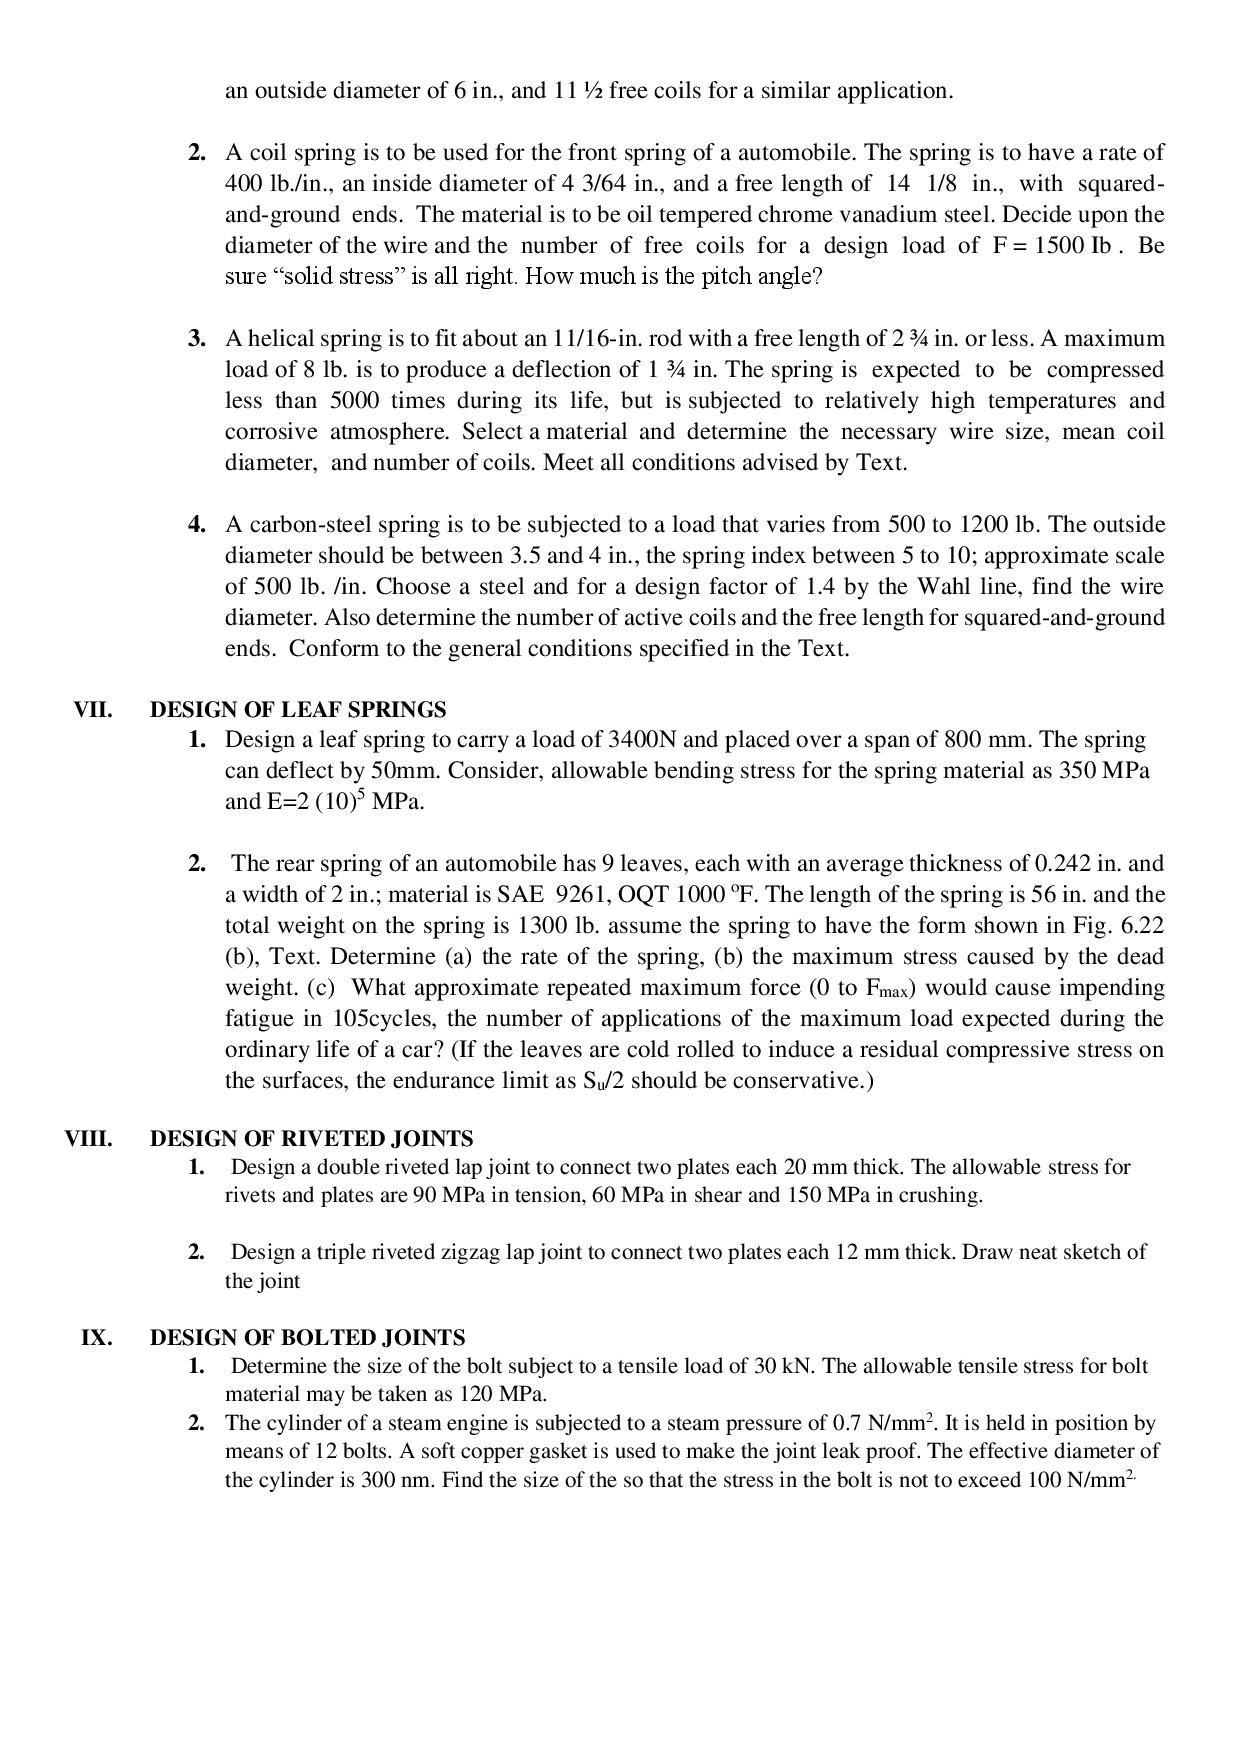 an outside diameter of 6 in., and 11 ½ free coils for a similar application.
2. A coil spring is to be used for the front spring of a automobile. The spring is to have a rate of
400 lb./in., an inside diameter of 4 3/64 in., and a free length of 14 1/8 in., with squared-
and-ground ends. The material is to be oil tempered chrome vanadium steel. Decide upon the
diameter of the wire and the number of free coils for a design load of F = 1500 Ib . Be
sure “solid stress” is all right. How much is the pitch angle?
3. A helical spring is to fit about an 11/16-in. rod with a free length of 2 ¾ in. or less. A maximum
load of 8 lb. is to produce a deflection of 1 ¾ in. The spring is expected to be compressed
less than 5000 times during its life, but is subjected to relatively high temperatures and
corrosive atmosphere. Select a material and determine the necessary wire size, mean coil
diameter, and number of coils. Meet all conditions advised by Text.
4. A carbon-steel spring is to be subjected to a load that varies from 500 to 1200 lb. The outside
diameter should be between 3.5 and 4 in., the spring index between 5 to 10; approximate scale
of 500 lb. /in. Choose a steel and for a design factor of 1.4 by the Wahl line, find the wire
diameter. Also determine the number of active coils and the free length for squared-and-ground
ends. Conform to the general conditions specified in the Text.
VII. DESIGN OF LEAF SPRINGS
1. Design a leaf spring to carry a load of 3400N and placed over a span of 800 mm. The spring
can deflect by 50mm. Consider, allowable bending stress for the spring material as 350 MPa
and E=2 (10)⁵ MPa.
2. The rear spring of an automobile has 9 leaves, each with an average thickness of 0.242 in. and
a width of 2 in.; material is SAE 9261, OQT 1000 ºF. The length of the spring is 56 in. and the
total weight on the spring is 1300 lb. assume the spring to have the form shown in Fig. 6.22
(b), Text. Determine (a) the rate of the spring, (b) the maximum stress caused by the dead
weight. (c) What approximate repeated maximum force (0 to Fmax) would cause impending
fatigue in 105cycles, the number of applications of the maximum load expected during the
ordinary life of a car? (If the leaves are cold rolled to induce a residual compressive stress on
the surfaces, the endurance limit as Su/2 should be conservative.)
VIII. DESIGN OF RIVETED JOINTS
1. Design a double riveted lap joint to connect two plates each 20 mm thick. The allowable stress for
rivets and plates are 90 MPa in tension, 60 MPa in shear and 150 MPa in crushing.
2. Design a triple riveted zigzag lap joint to connect two plates each 12 mm thick. Draw neat sketch of
the joint
IX. DESIGN OF BOLTED JOINTS
1. Determine the size of the bolt subject to a tensile load of 30 kN. The allowable tensile stress for bolt
material may be taken as 120 MPa.
2. The cylinder of a steam engine is subjected to a steam pressure of 0.7 N/mm². It is held in position by
means of 12 bolts. A soft copper gasket is used to make the joint leak proof. The effective diameter of
the cylinder is 300 nm. Find the size of the so that the stress in the bolt is not to exceed 100 N/mm².